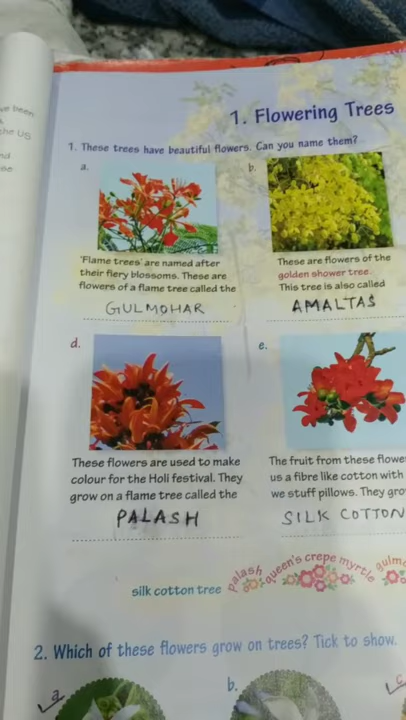 1. Flowering Trees
1. These trees have beautiful flowers. Can you name them?
a.
'Flame trees' are named after
their fiery blossoms. These are
flowers of a flame tree called the
GULMOHAR
b.
These are flowers of the
golden shower tree.
This tree is also called
AMALTAS
d.
These flowers are used to make
colour for the Holi festival. They
grow on a flame tree called the
PALASH
e.
The fruit from these flowe
us a fibre like cotton with
we stuff pillows. They gro
SILK COTTON
silk cotton tree palash queen's crepe myrtle gulmo
2. Which of these flowers grow on trees? Tick to show.
a
b.
c
ve been
the US